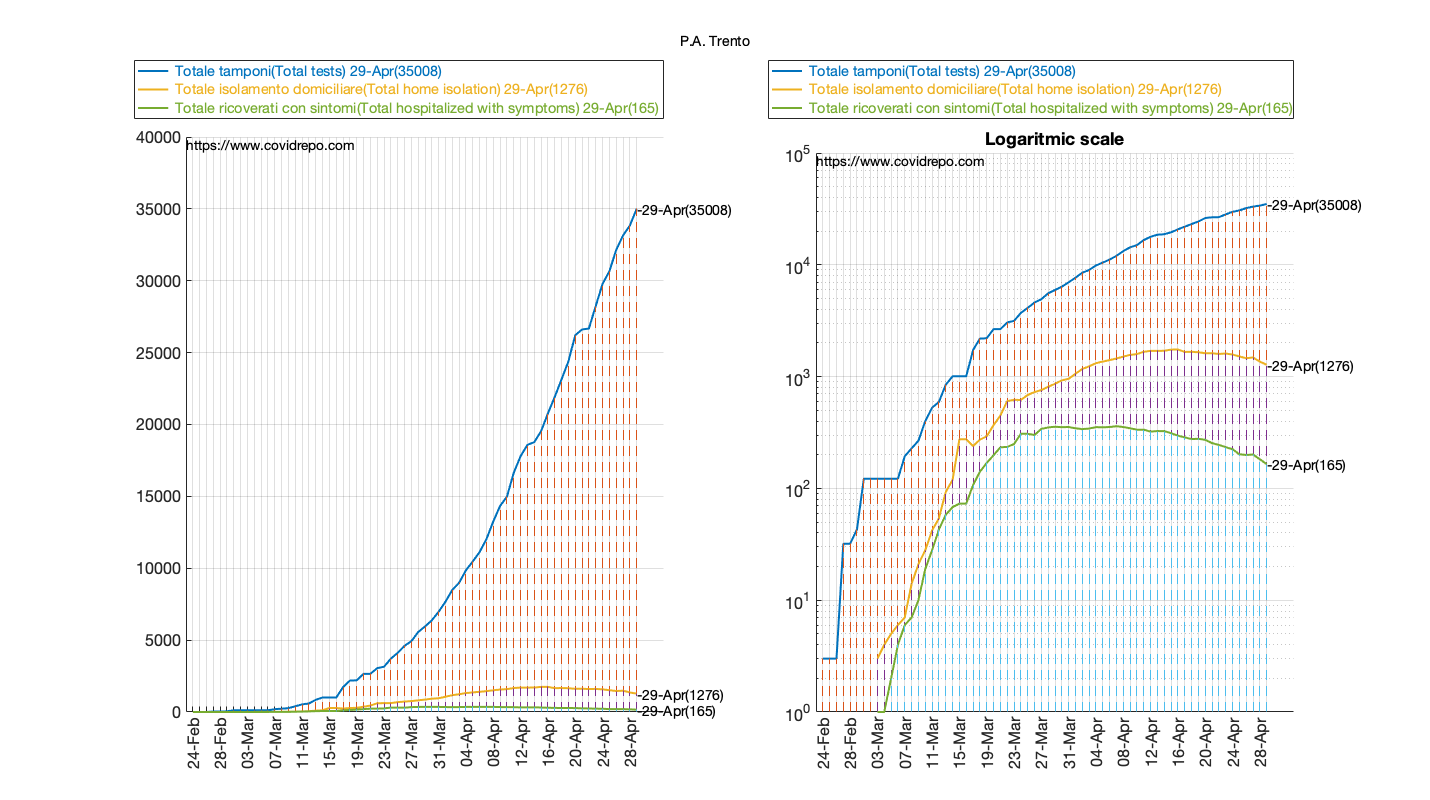 P.A. Trento
Totale tamponi(Total tests) 29-Apr(35008)
Totale isolamento domiciliare(Total home isolation) 29-Apr(1276)
Totale ricoverati con sintomi(Total hospitalized with symptoms) 29-Apr(165)
40000
https://www.covidrepo.com
35000
-29-Apr(35008)
30000
25000
20000
15000
10000
5000
-29-Apr(1276)
0
-29-Apr(165)
24-Feb
28-Feb
03-Mar
07-Mar
11-Mar
15-Mar
19-Mar
23-Mar
27-Mar
31-Mar
04-Apr
08-Apr
12-Apr
16-Apr
20-Apr
24-Apr
28-Apr
Totale tamponi(Total tests) 29-Apr(35008)
Totale isolamento domiciliare(Total home isolation) 29-Apr(1276)
Totale ricoverati con sintomi(Total hospitalized with symptoms) 29-Apr(165)
Logaritmic scale
10^5
https://www.covidrepo.com
-29-Apr(35008)
10^4
10^3
-29-Apr(1276)
-29-Apr(165)
10^2
10^1
10^0
24-Feb
28-Feb
03-Mar
07-Mar
11-Mar
15-Mar
19-Mar
23-Mar
27-Mar
31-Mar
04-Apr
08-Apr
12-Apr
16-Apr
20-Apr
24-Apr
28-Apr